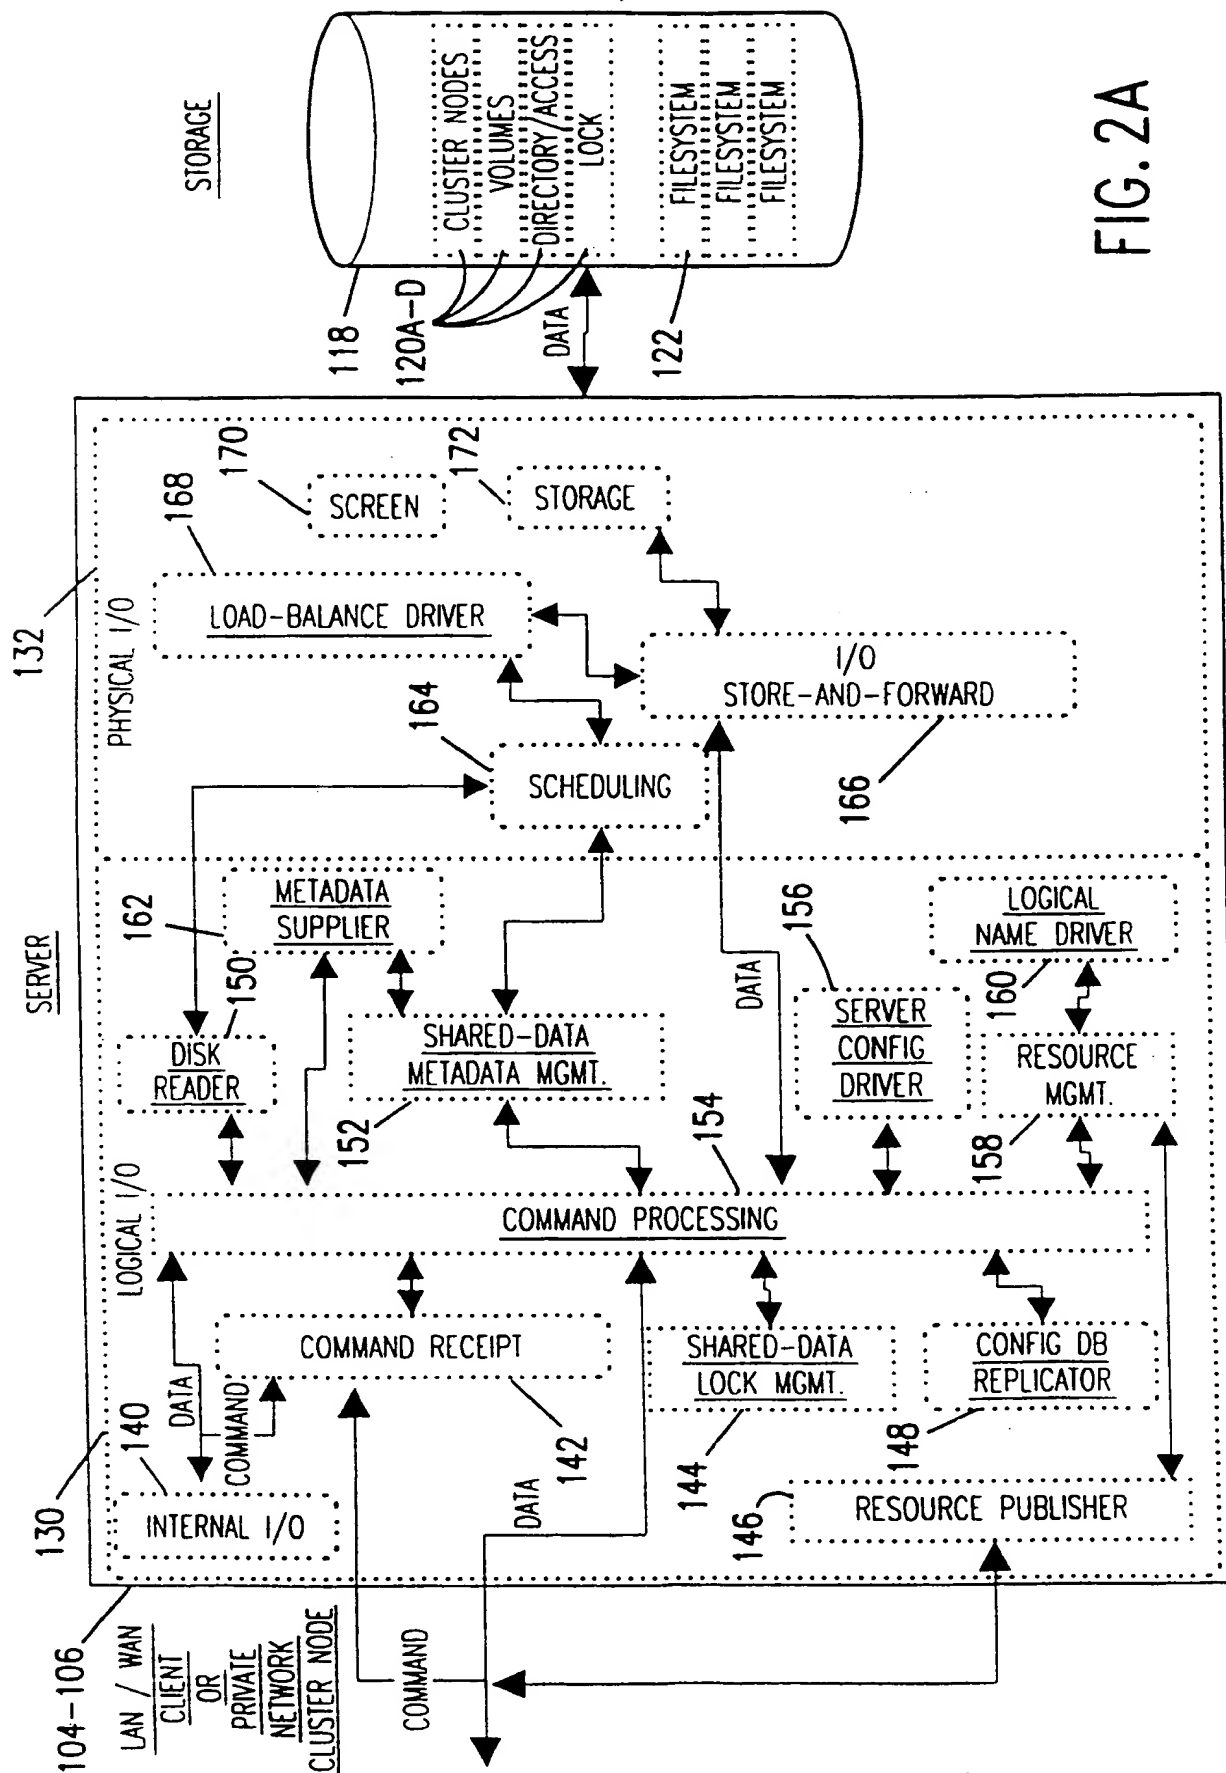 104-106
LAN / WAN
CLIENT
OR
PRIVATE
NETWORK
CLUSTER NODE
COMMAND
DATA
SERVER
130
LOGICAL I/O
140
INTERNAL I/O
DATA
COMMAND
COMMAND RECEIPT
142
SHARED-DATA
LOCK MGMT.
144
CONFIG DB
REPLICATOR
148
146
RESOURCE PUBLISHER
COMMAND PROCESSING
154
DISK
READER
150
METADATA
SUPPLIER
162
SHARED-DATA
METADATA MGMT.
152
DATA
SERVER
CONFIG
DRIVER
156
RESOURCE
MGMT.
158
LOGICAL
NAME DRIVER
160
132
PHYSICAL I/O
SCHEDULING
164
LOAD-BALANCE DRIVER
168
I/O
STORE-AND-FORWARD
166
SCREEN
170
STORAGE
172
STORAGE
118
120A-D
DATA
122
CLUSTER NODES
VOLUMES
DIRECTORY/ACCESS
LOCK
FILESYSTEM
FILESYSTEM
FILESYSTEM
FIG. 2A